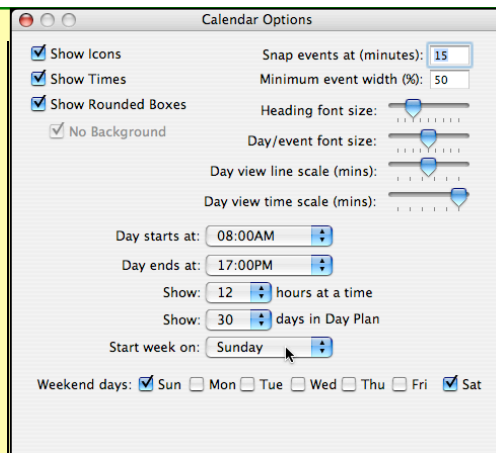 Calendar Options
Show Icons
Snap events at (minutes): 15
Show Times
Minimum event width (%): 50
Show Rounded Boxes
Heading font size:
No Background
Day/event font size:
Day view line scale (mins):
Day view time scale (mins):
Day starts at: 08:00AM
Day ends at: 17:00PM
Show: 12 hours at a time
Show: 30 days in Day Plan
Start week on: Sunday
Weekend days: Sun Mon Tue Wed Thu Fri Sat